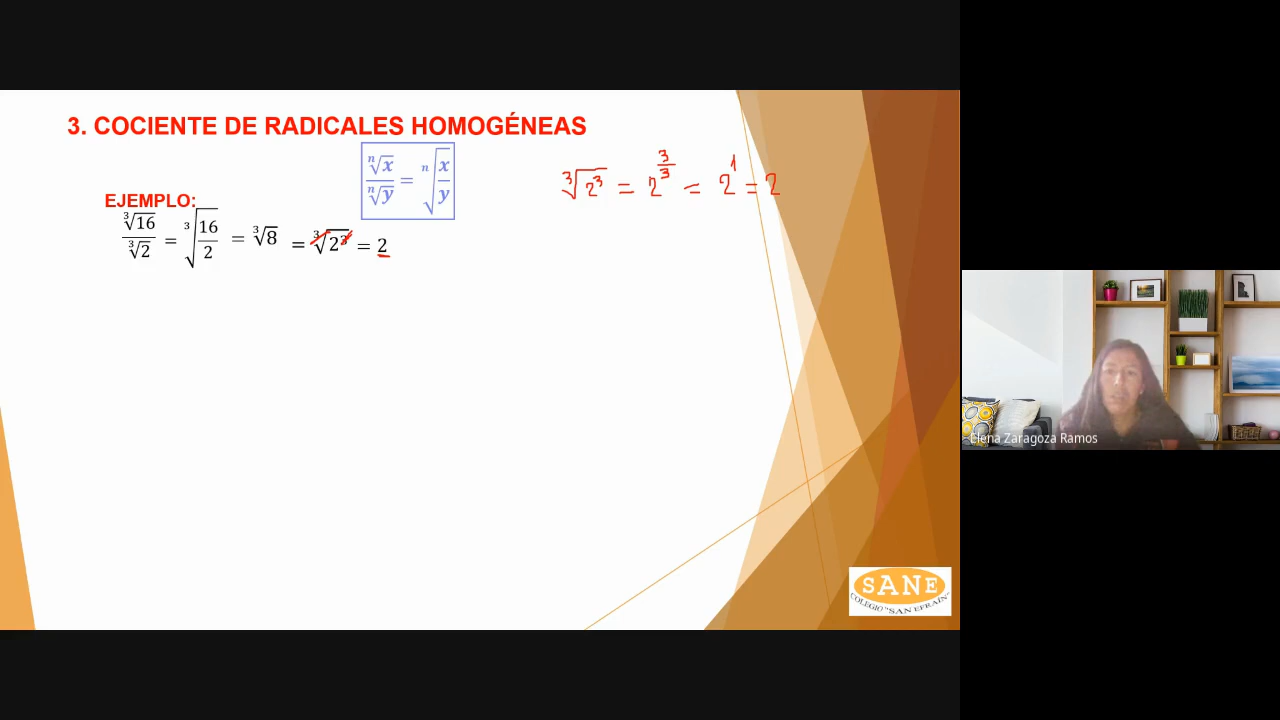 3. COCIENTE DE RADICALES HOMOGÉNEAS
ⁿ√x / ⁿ√y = ⁿ√(x/y)
∛2³ = 2^(3/3) = 2¹ = 2
EJEMPLO:
∛16 / ∛2 = ∛(16/2) = ∛8 = ∛2³ = 2
Elena Zaragoza Ramos
SANE
COLEGIO "SAN EFRAIN"